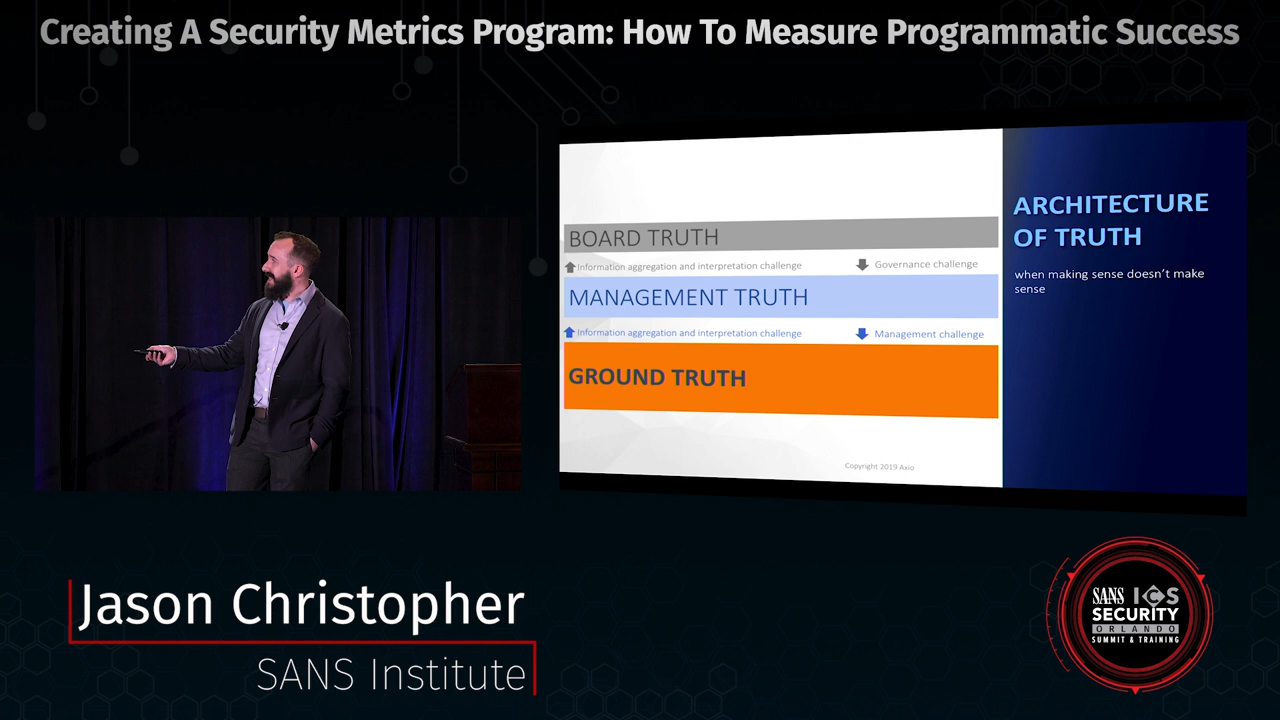 Creating A Security Metrics Program: How To Measure Programmatic Success
BOARD TRUTH
Information aggregation and interpretation challenge
Governance challenge
MANAGEMENT TRUTH
Information aggregation and interpretation challenge
Management challenge
GROUND TRUTH
Copyright 2019 Axio
ARCHITECTURE
OF TRUTH
when making sense doesn't make
sense
Jason Christopher
SANS Institute
SANS ICS
SECURITY
ORLANDO
SUMMIT & TRAINING